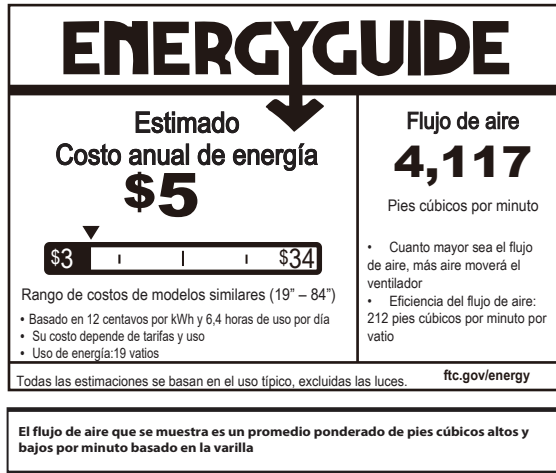 ENERGYGUIDE
Estimado
Costo anual de energía
$5
$3
$34
Rango de costos de modelos similares (19” – 84”)
• Basado en 12 centavos por kWh y 6,4 horas de uso por día
• Su costo depende de tarifas y uso
• Uso de energía:19 vatios
Flujo de aire
4,117
Pies cúbicos por minuto
• Cuanto mayor sea el flujo
de aire, más aire moverá el
ventilador
• Eficiencia del flujo de aire:
212 pies cúbicos por minuto por
vatio
Todas las estimaciones se basan en el uso típico, excluidas las luces.
ftc.gov/energy
El flujo de aire que se muestra es un promedio ponderado de pies cúbicos altos y
bajos por minuto basado en la varilla